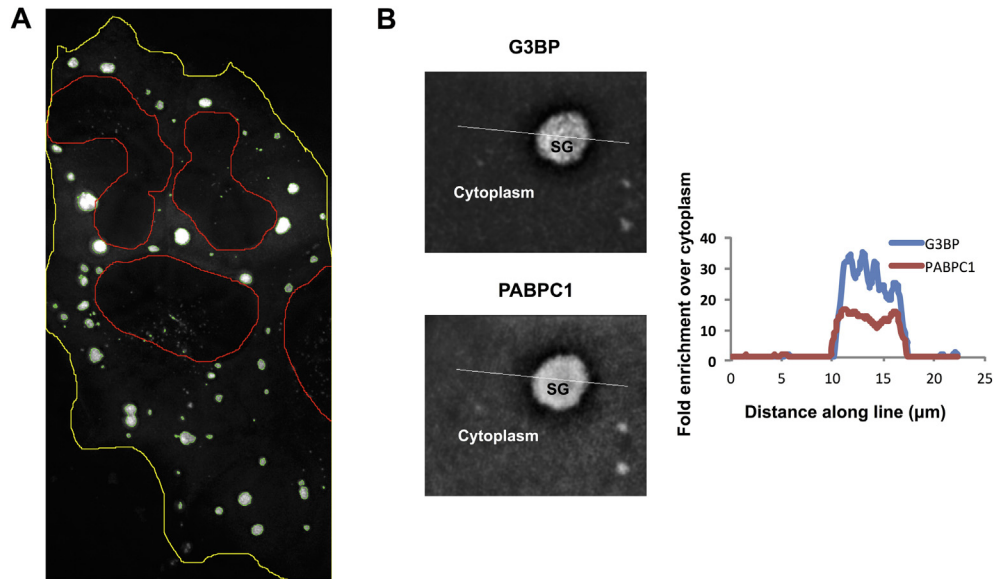 A
B
G3BP
SG
Cytoplasm
PABPC1
SG
Cytoplasm
Fold enrichment over cytoplasm
40
30
20
10
0
G3BP
PABPC1
0 5 10 15 20 25
Distance along line (µm)